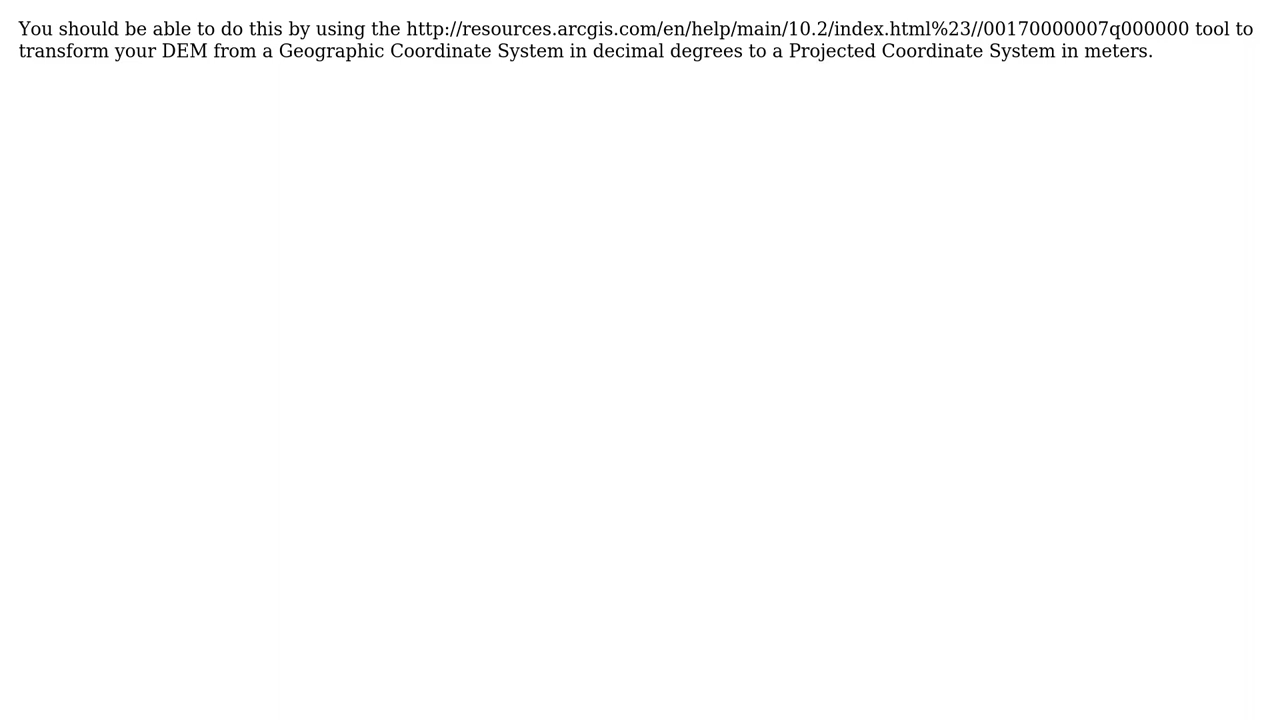 You should be able to do this by using the http://resources.arcgis.com/en/help/main/10.2/index.html%23//00170000007q000000 tool to
transform your DEM from a Geographic Coordinate System in decimal degrees to a Projected Coordinate System in meters.